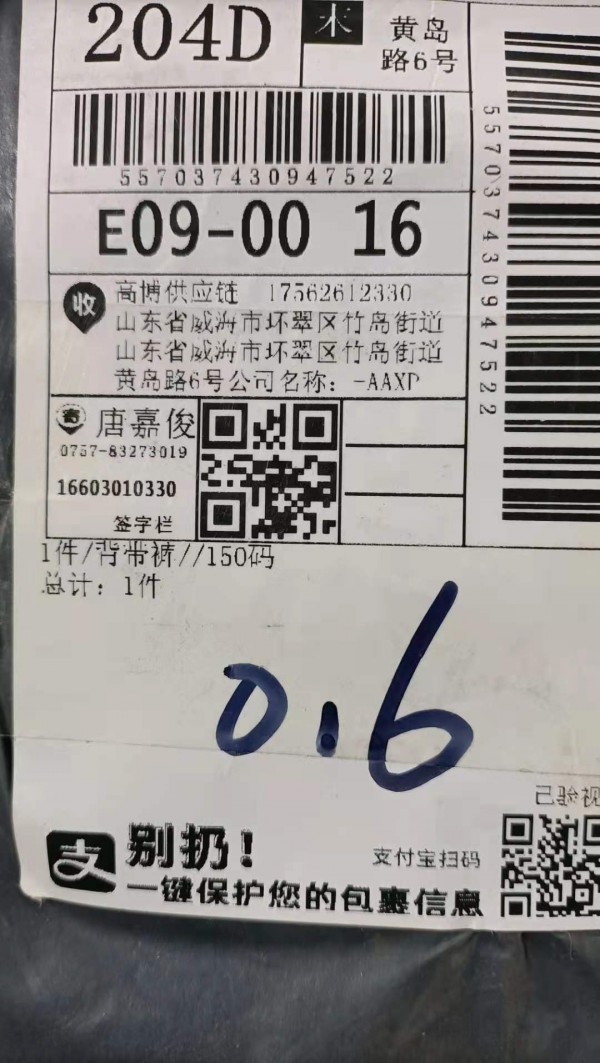 204D
末
黄岛
路6号
557037430947522
E09-00 16
557037430947522
收
高博供应链 17562612330
山东省威海市环翠区竹岛街道
山东省威海市环翠区竹岛街道
黄岛路6号公司名称：-AAXP
寄
唐嘉俊
0757-83273019
16603010330
签字栏
1件/背带裤//150码
总计：1件
0.6
已验视
支
别扔！
支付宝扫码
一键保护您的包裹信息